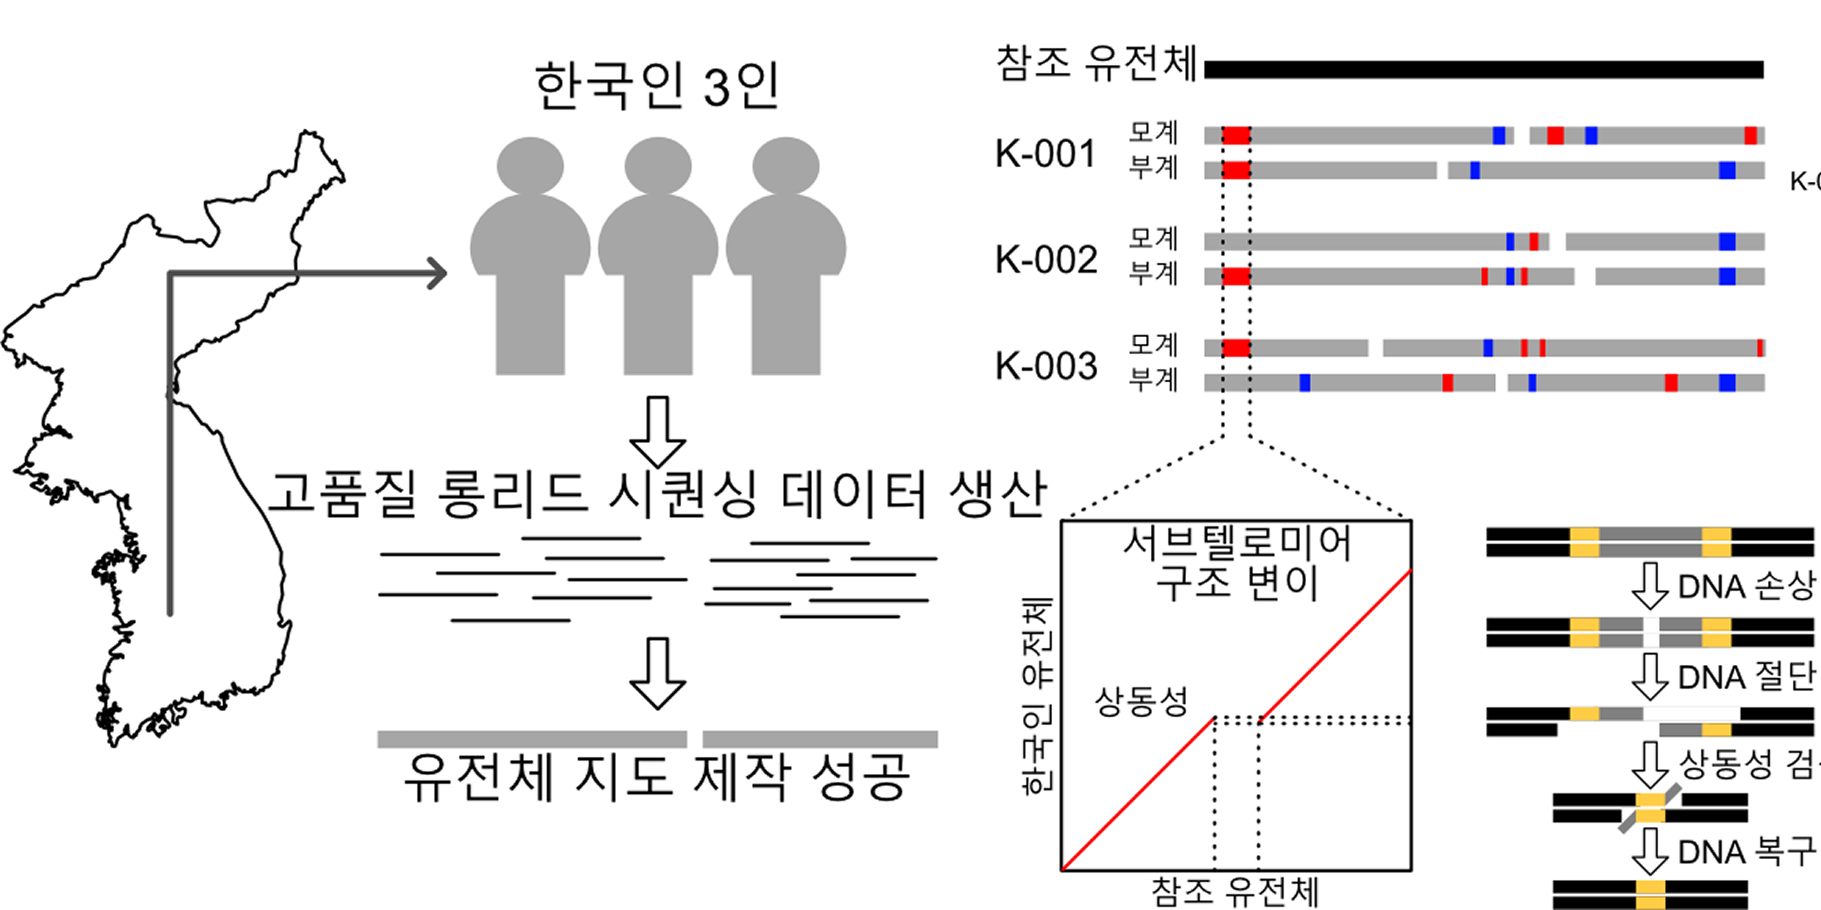 한국인 3인
고품질 롱리드 시퀀싱 데이터 생산
유전체 지도 제작 성공
참조 유전체
K-001
모계
부계
K-002
모계
부계
K-003
모계
부계
서브텔로미어
구조 변이
상동성
한국인 유전체
참조 유전체
DNA 손상
DNA 절단
상동성
DNA 복구